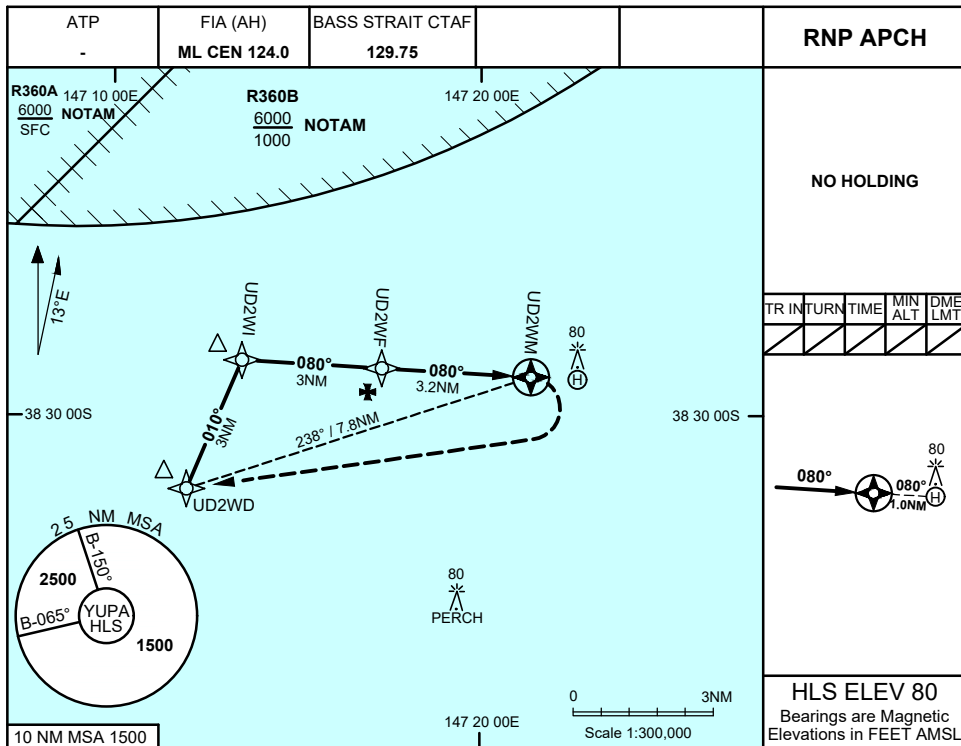 ATP
-
FIA (AH)
ML CEN 124.0
BASS STRAIT CTAF
129.75
RNP APCH
R360A
6000
SFC
NOTAM
147 10 00E
R360B
6000
1000
NOTAM
147 20 00E
NO HOLDING
13°E
TR IN
TURN
TIME
MIN
ALT
DME
LMT
UD2WI
UD2WF
UD2WM
80
H
080°
3NM
080°
3.2NM
010°
3NM
238° / 7.8NM
38 30 00S
38 30 00S
UD2WD
080°
80
080°
1.0NM
H
25 NM MSA
B-150°
2500
B-065°
YUPA
HLS
1500
80
PERCH
0
3NM
Scale 1:300,000
147 20 00E
10 NM MSA 1500
HLS ELEV 80
Bearings are Magnetic
Elevations in FEET AMSL